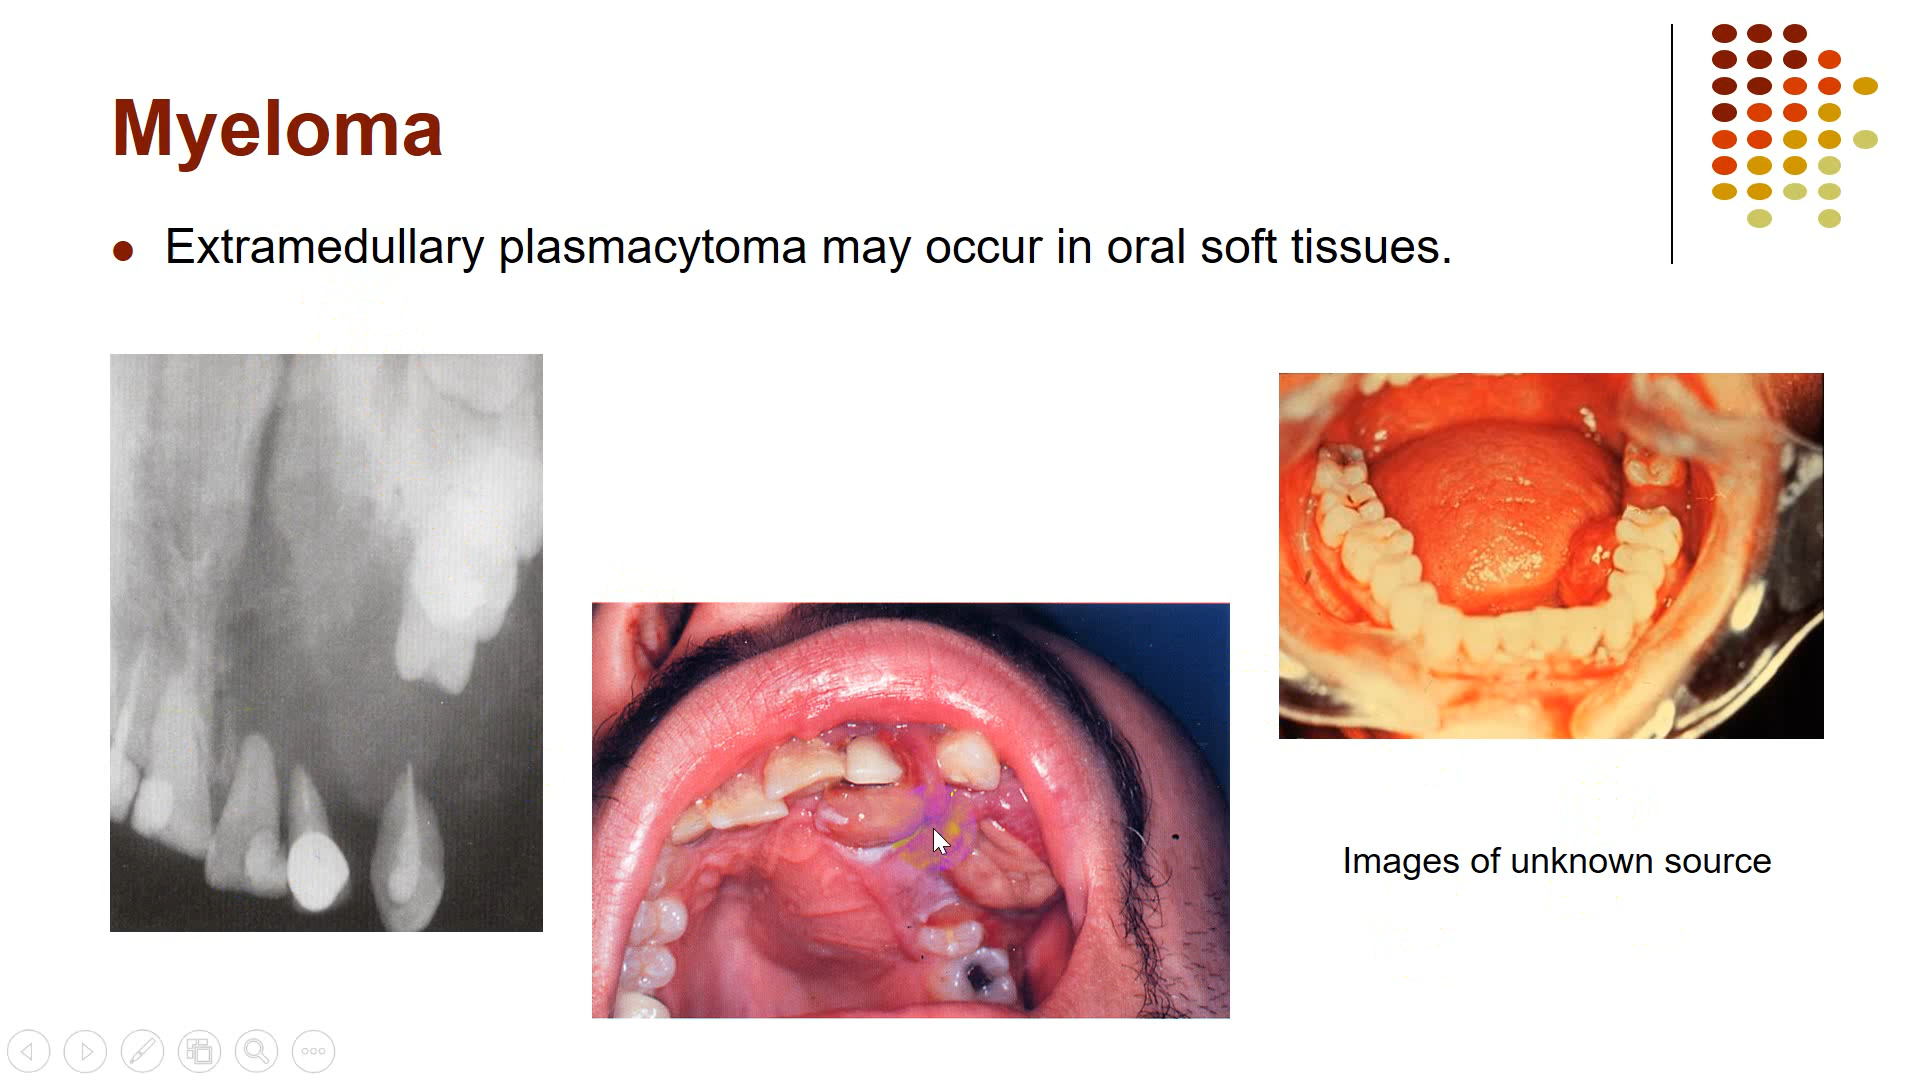 Myeloma
Extramedullary plasmacytoma may occur in oral soft tissues.
Images of unknown source